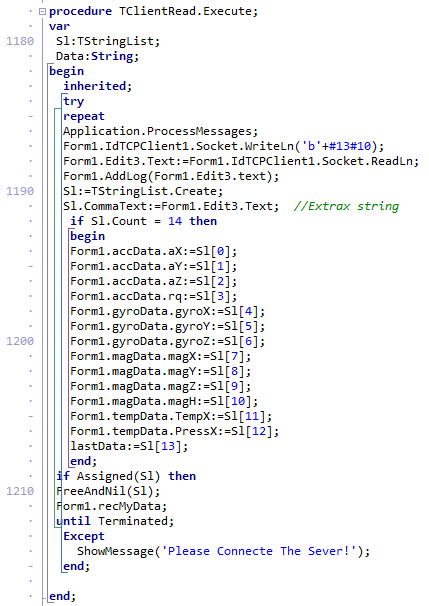 procedure TClientRead.Execute;
var
1180 Sl:TStringList;
Data:String;
begin
inherited;
try
repeat
Application.ProcessMessages;
Form1.IdTCPClient1.Socket.WriteLn('b'+#13#10);
Form1.Edit3.Text:=Form1.IdTCPClient1.Socket.ReadLn;
Form1.AddLog(Form1.Edit3.text);
1190 Sl:=TStringList.Create;
Sl.CommaText:=Form1.Edit3.Text; //Extrax string
if Sl.Count = 14 then
begin
Form1.accData.aX:=Sl[0];
Form1.accData.aY:=Sl[1];
Form1.accData.aZ:=Sl[2];
Form1.accData.rq:=Sl[3];
Form1.gyroData.gyroX:=Sl[4];
Form1.gyroData.gyroY:=Sl[5];
1200 Form1.gyroData.gyroZ:=Sl[6];
Form1.magData.magX:=Sl[7];
Form1.magData.magY:=Sl[8];
Form1.magData.magZ:=Sl[9];
Form1.magData.magH:=Sl[10];
Form1.tempData.TempX:=Sl[11];
Form1.tempData.PressX:=Sl[12];
lastData:=Sl[13];
end;
if Assigned(Sl) then
1210 FreeAndNil(Sl);
Form1.recMyData;
until Terminated;
Except
ShowMessage('Please Connecte The Sever!');
end;
end;